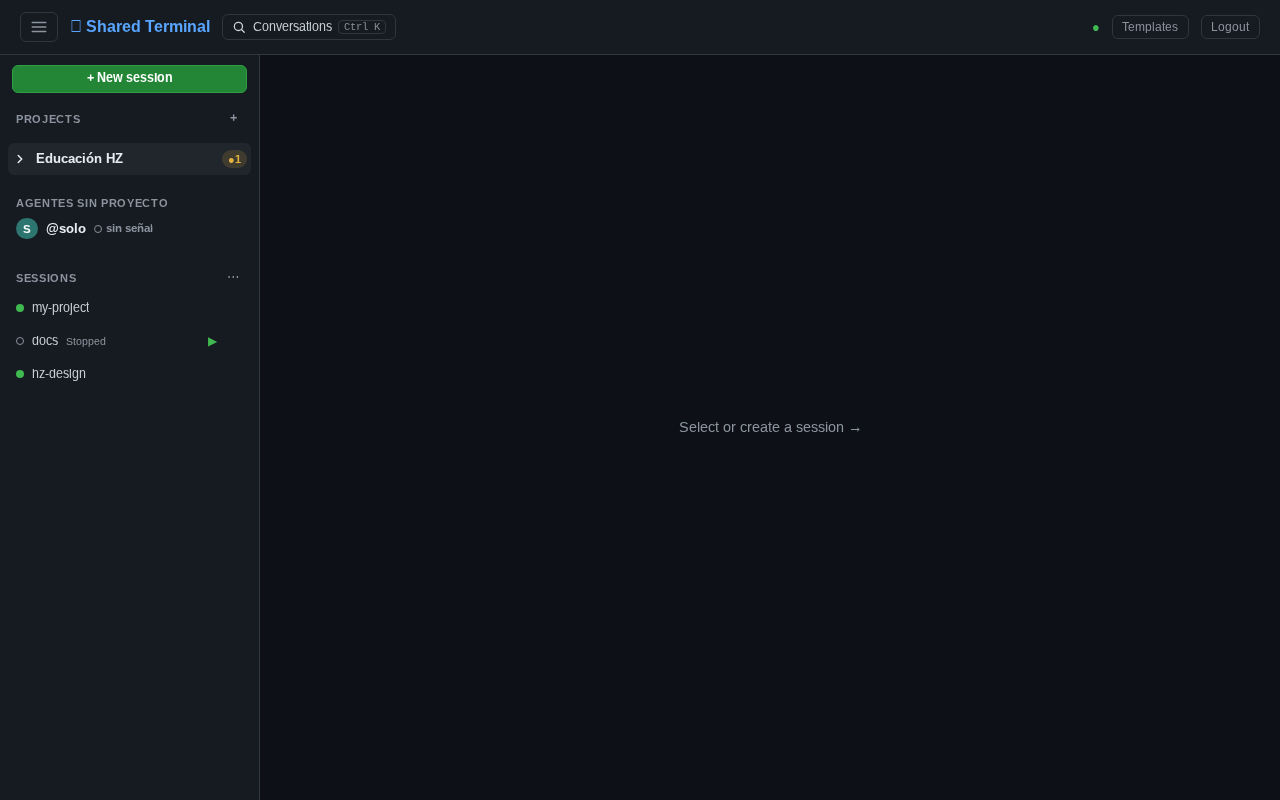 Shared Terminal
Conversations Ctrl K
Templates
Logout
+ New session
PROJECTS +
Educación HZ ●1
AGENTES SIN PROYECTO
S @solo sin señal
SESSIONS ...
my-project
docs Stopped
hz-design
Select or create a session →